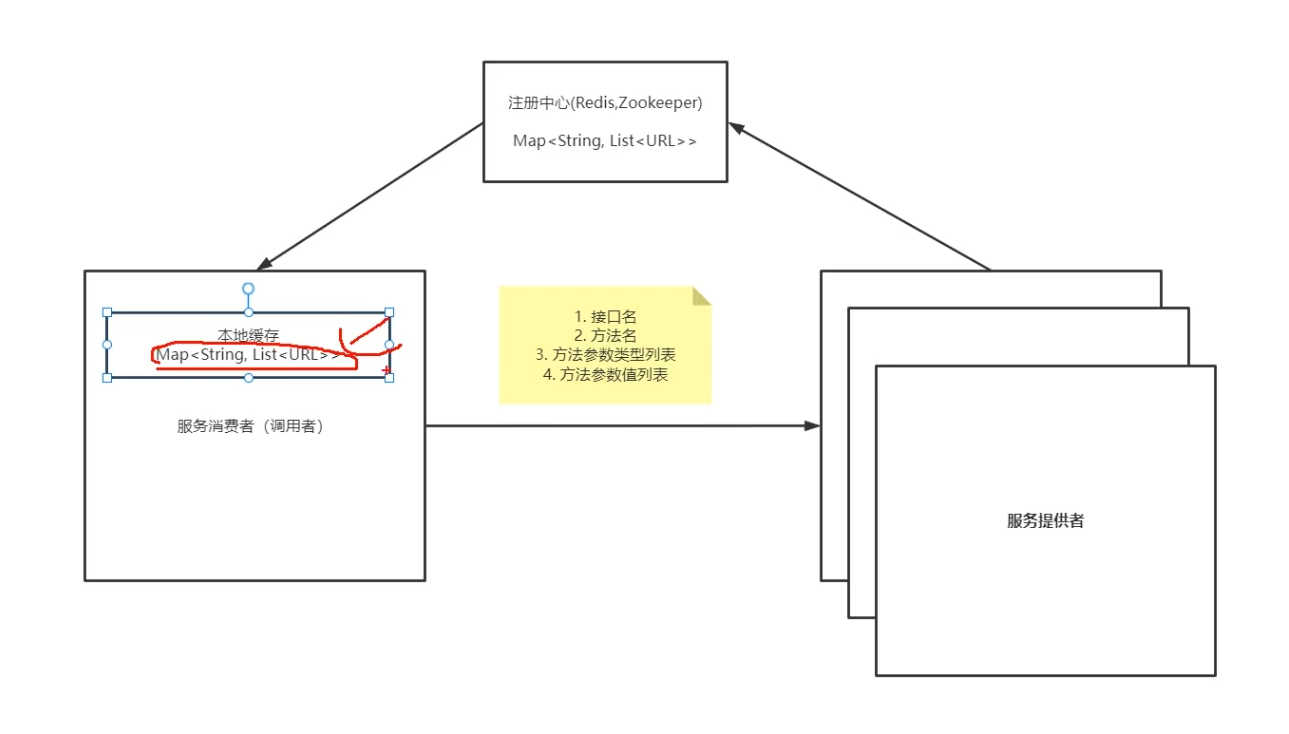 注册中心(Redis,Zookeeper)
Map<String, List<URL>>
本地缓存
Map<String, List<URL>>
服务消费者（调用者）
1. 接口名
2. 方法名
3. 方法参数类型列表
4. 方法参数值列表
服务提供者